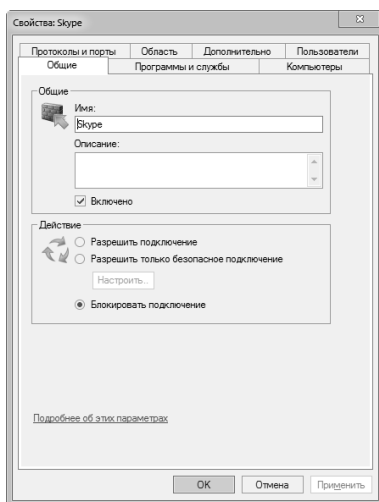 Свойства: Skype
Протоколы и порты Область Дополнительно Пользователи
Общие Программы и службы Компьютеры
Общие
Имя:
Skype
Описание:
Включено
Действие
Разрешить подключение
Разрешить только безопасное подключение
Настроить..
Блокировать подключение
Подробнее об этих параметрах
OK Отмена Применить